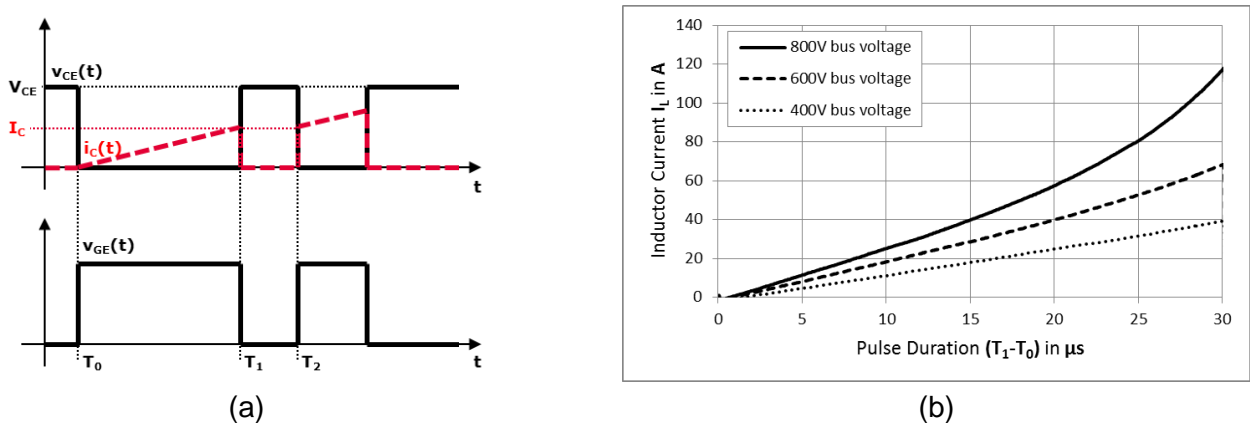 v_CE(t)
V_CE
I_C
i_C(t)
t
v_GE(t)
t
T_0
T_1
T_2
(a)
140
120
100
80
60
40
20
0
Inductor Current I_L in A
800V bus voltage
600V bus voltage
400V bus voltage
0 5 10 15 20 25 30
Pulse Duration (T_1-T_0) in µs
(b)